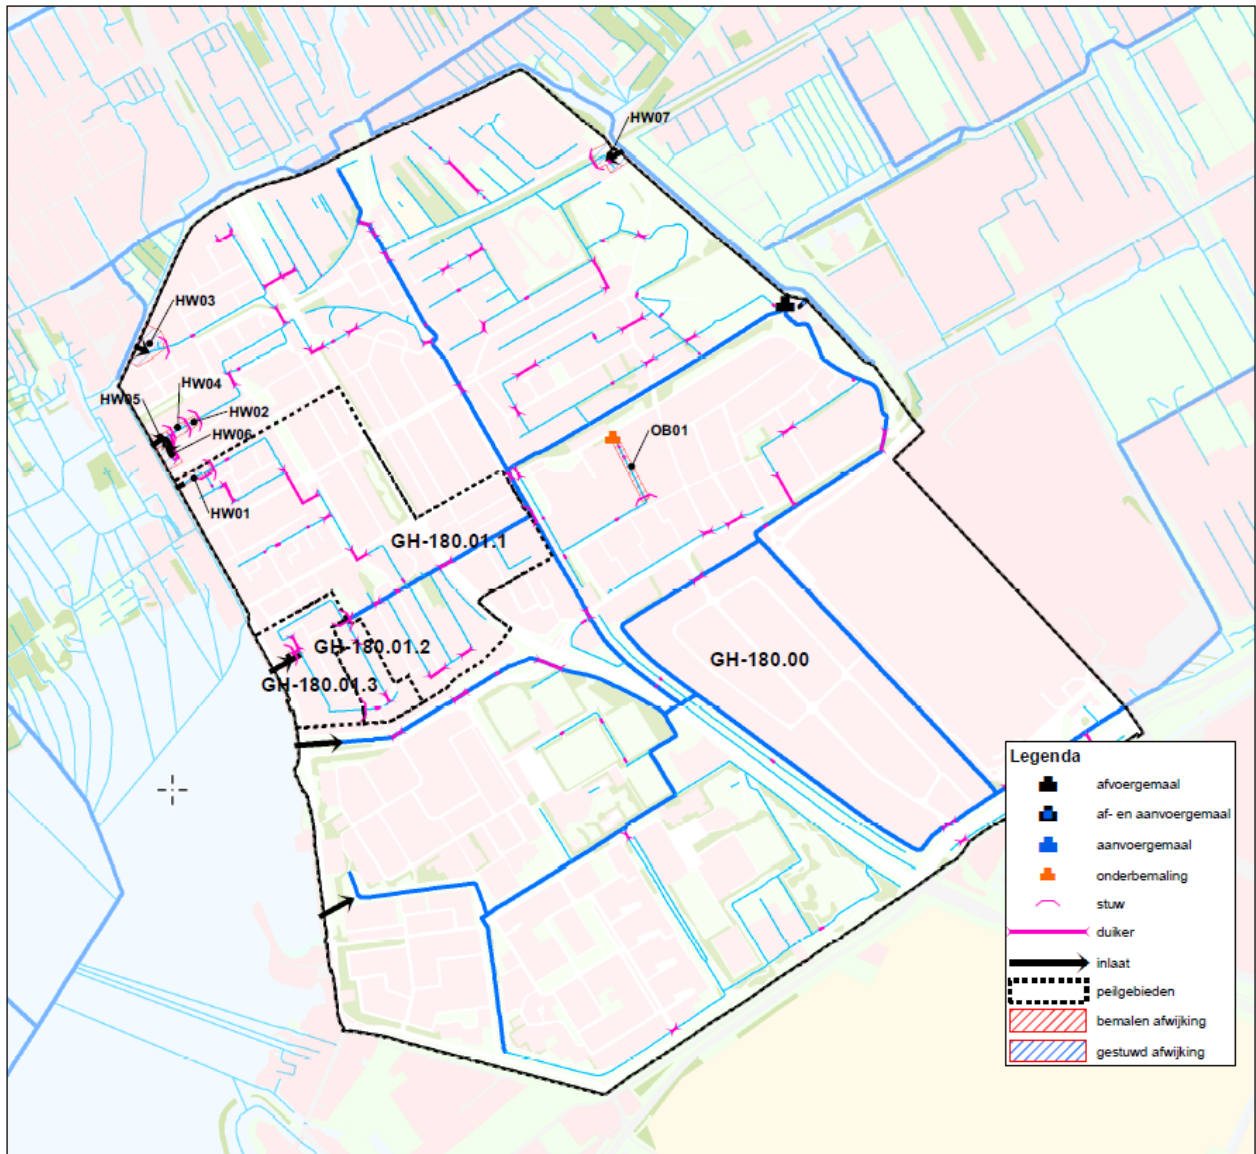 HW07
HW03
HW04
HW05
HW02
HW06
OB01
HW01
GH-180.01.1
GH-180.01.2
GH-180.00
GH-180.01.3
Legenda
afvoergemaal
af- en aanvoergemaal
aanvoergemaal
onderbemaling
stuw
duiker
inlaat
peilgebieden
bemalen afwijking
gestuwd afwijking